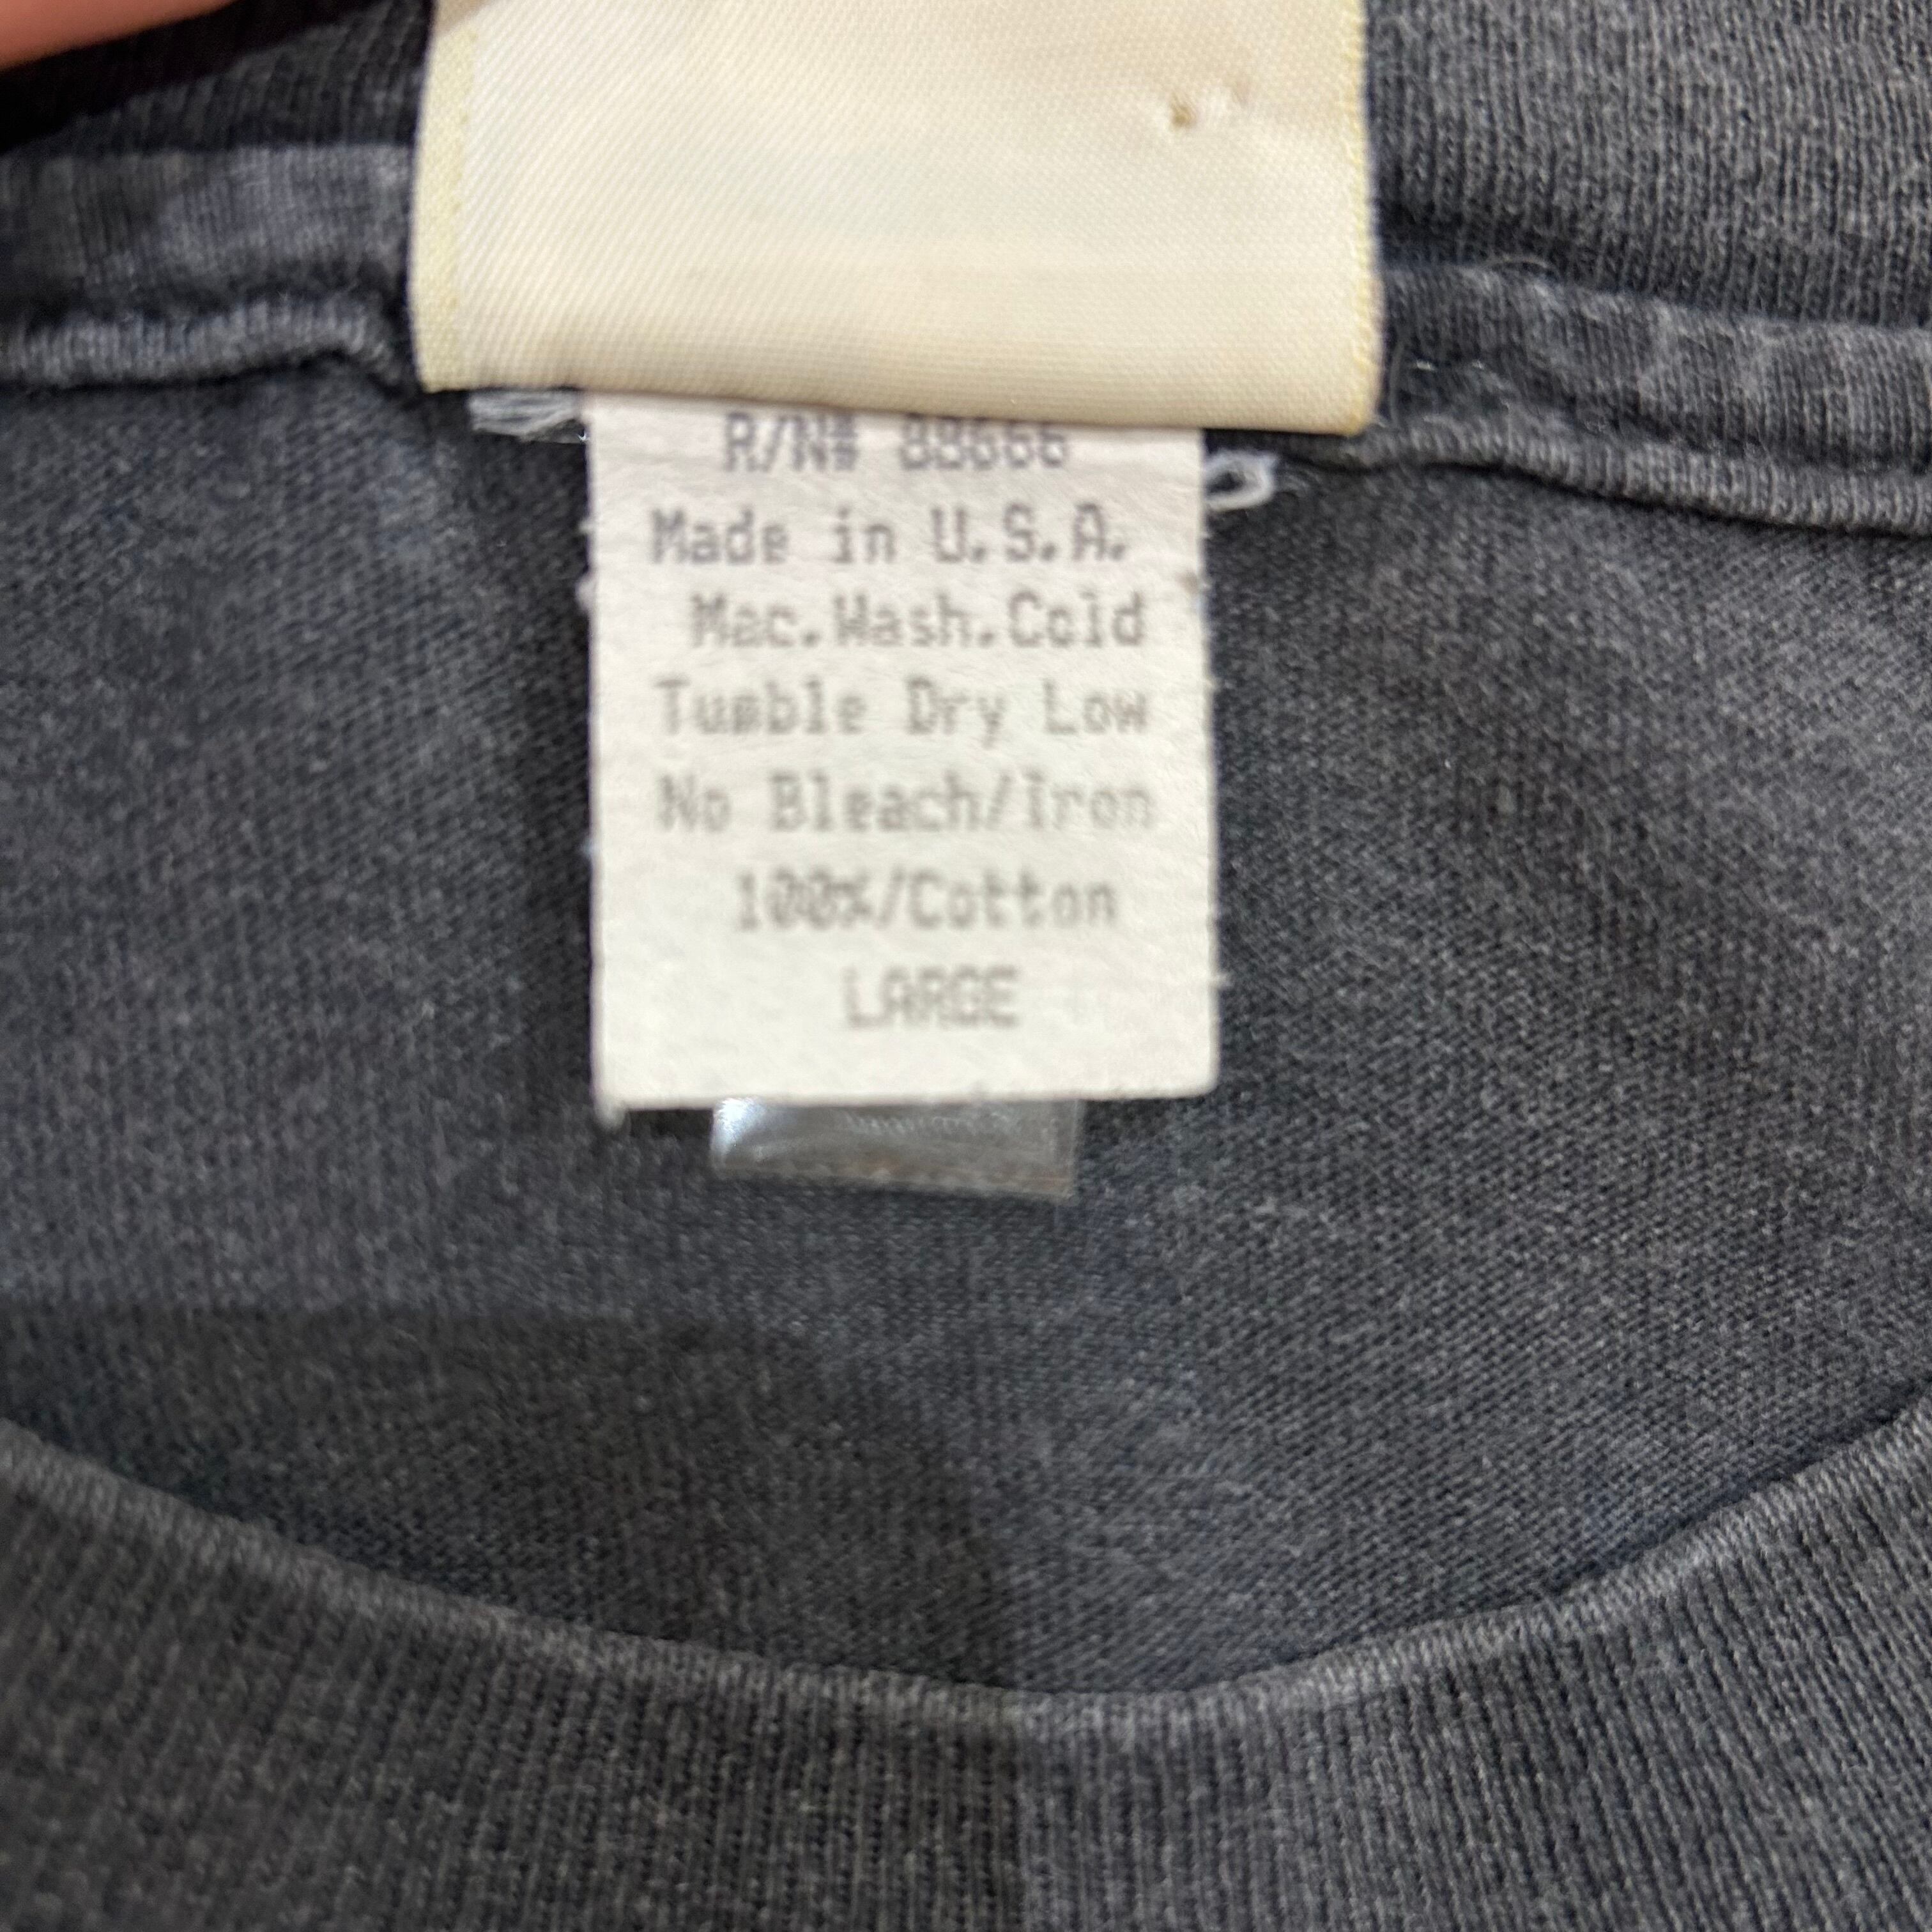 R/N# 88666
Made in U.S.A.
Mac.Wash.Cold
Tumble Dry Low
No Bleach/Iron
100%/Cotton
LARGE